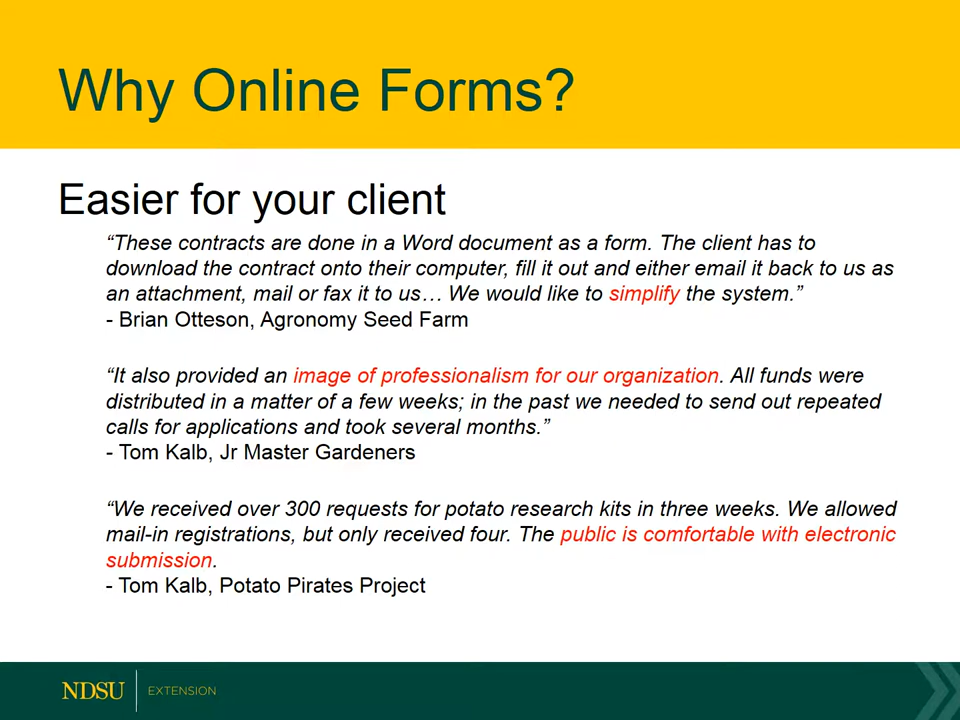 Why Online Forms?
Easier for your client
“These contracts are done in a Word document as a form. The client has to
download the contract onto their computer, fill it out and either email it back to us as
an attachment, mail or fax it to us… We would like to simplify the system.”
- Brian Otteson, Agronomy Seed Farm
“It also provided an image of professionalism for our organization. All funds were
distributed in a matter of a few weeks; in the past we needed to send out repeated
calls for applications and took several months.”
- Tom Kalb, Jr Master Gardeners
“We received over 300 requests for potato research kits in three weeks. We allowed
mail-in registrations, but only received four. The public is comfortable with electronic
submission.
- Tom Kalb, Potato Pirates Project
NDSU EXTENSION